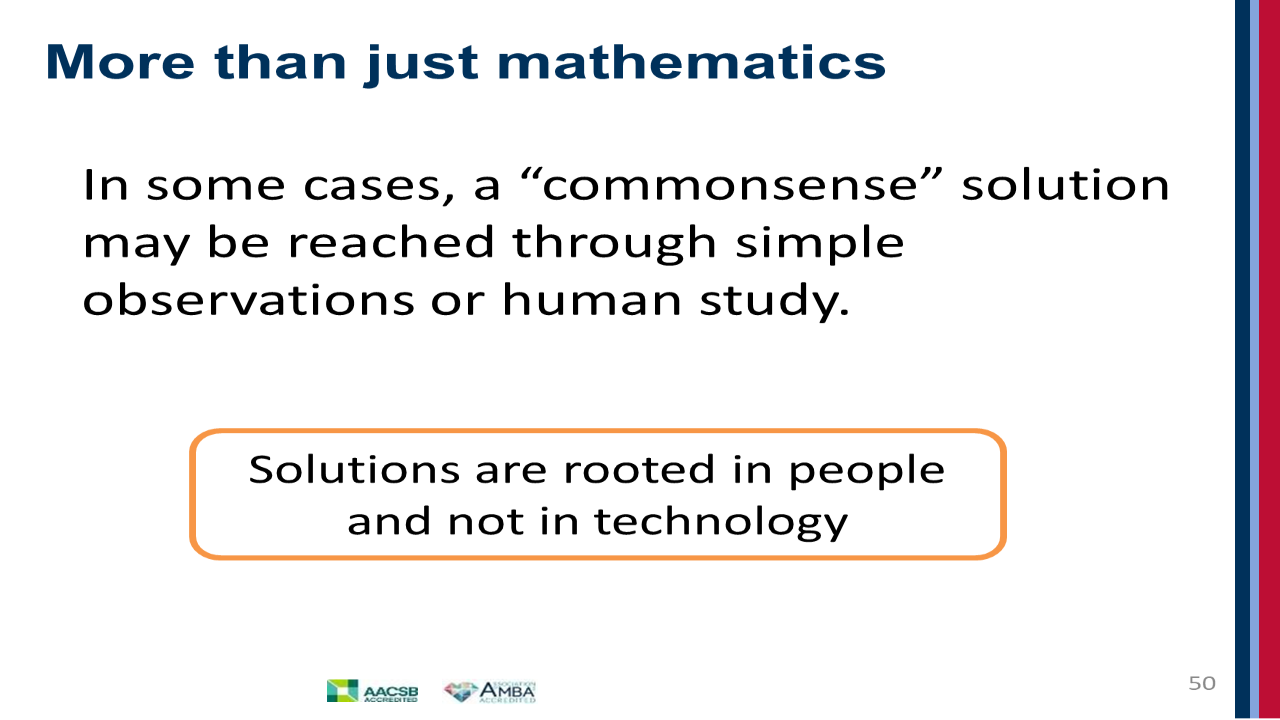 More than just mathematics
In some cases, a “commonsense” solution
may be reached through simple
observations or human study.
Solutions are rooted in people
and not in technology
AACSB
ACCREDITED
ASSOCIATION
AMBA
ACCREDITED
50